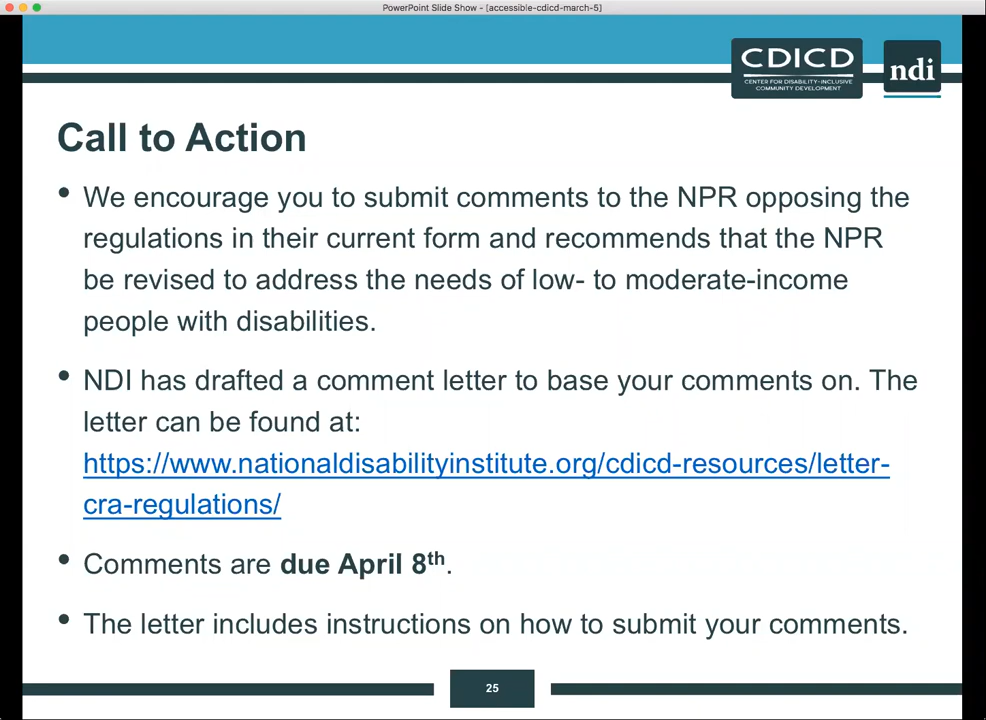 PowerPoint Slide Show - [accessible-cdicd-march-5]
CDICD
CENTER FOR DISABILITY-INCLUSIVE
COMMUNITY DEVELOPMENT
ndi
Call to Action
• We encourage you to submit comments to the NPR opposing the
regulations in their current form and recommends that the NPR
be revised to address the needs of low- to moderate-income
people with disabilities.
• NDI has drafted a comment letter to base your comments on. The
letter can be found at:
https://www.nationaldisabilityinstitute.org/cdicd-resources/letter-
cra-regulations/
• Comments are due April 8th.
• The letter includes instructions on how to submit your comments.
25